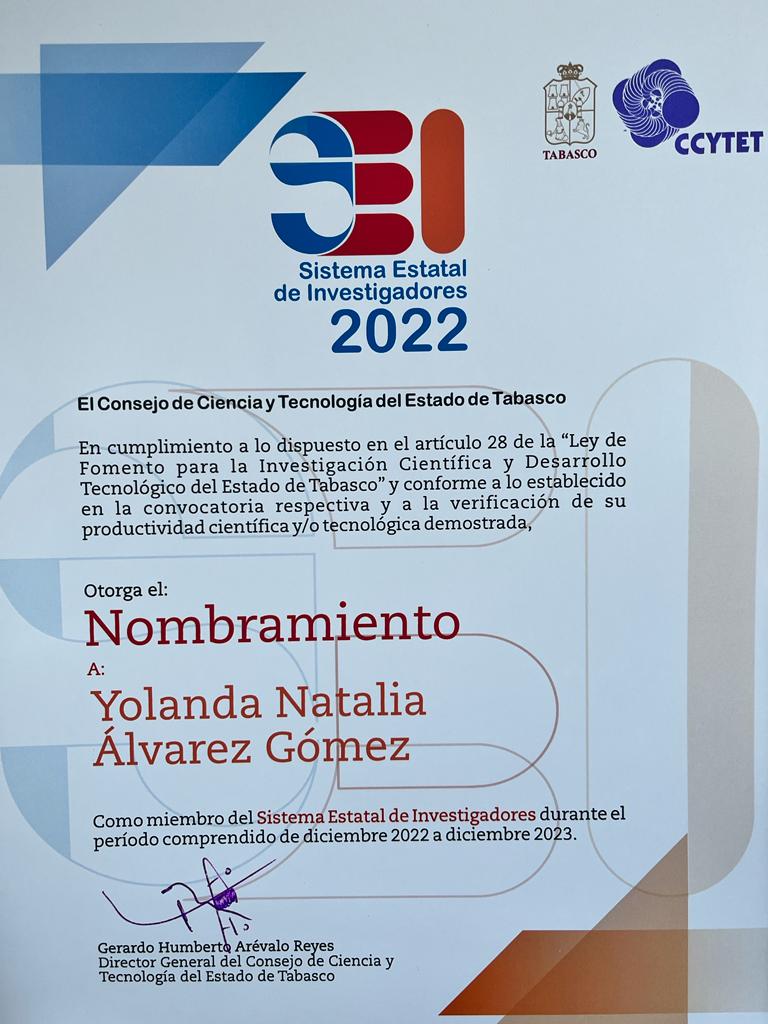 TABASCO
CCYTET
SEI
Sistema Estatal
de Investigadores
2022
El Consejo de Ciencia y Tecnología del Estado de Tabasco
En cumplimiento a lo dispuesto en el artículo 28 de la “Ley de
Fomento para la Investigación Científica y Desarrollo
Tecnológico del Estado de Tabasco” y conforme a lo establecido
en la convocatoria respectiva y a la verificación de su
productividad científica y/o tecnológica demostrada,
Otorga el:
Nombramiento
A:
Yolanda Natalia
Álvarez Gómez
Como miembro del Sistema Estatal de Investigadores durante el
período comprendido de diciembre 2022 a diciembre 2023.
Gerardo Humberto Arévalo Reyes
Director General del Consejo de Ciencia y
Tecnología del Estado de Tabasco